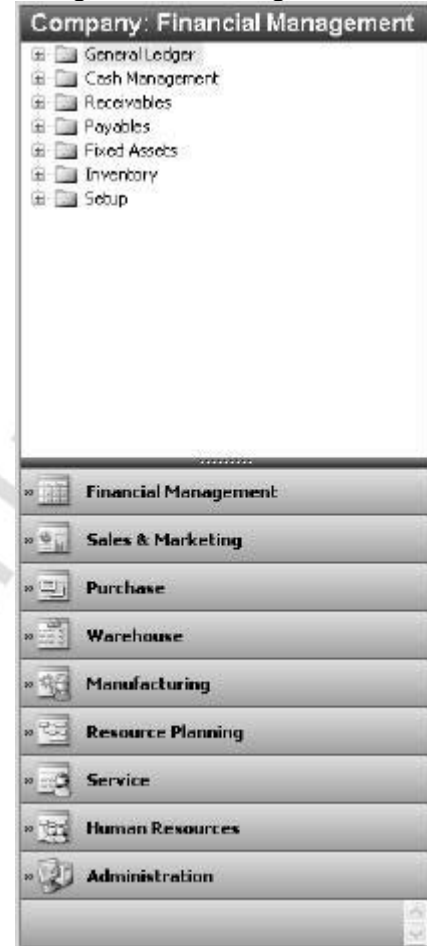 Company: Financial Management
General Ledger
Cash Management
Receivables
Payables
Fixed Assets
Inventory
Setup
Financial Management
Sales & Marketing
Purchase
Warehouse
Manufacturing
Resource Planning
Service
Human Resources
Administration